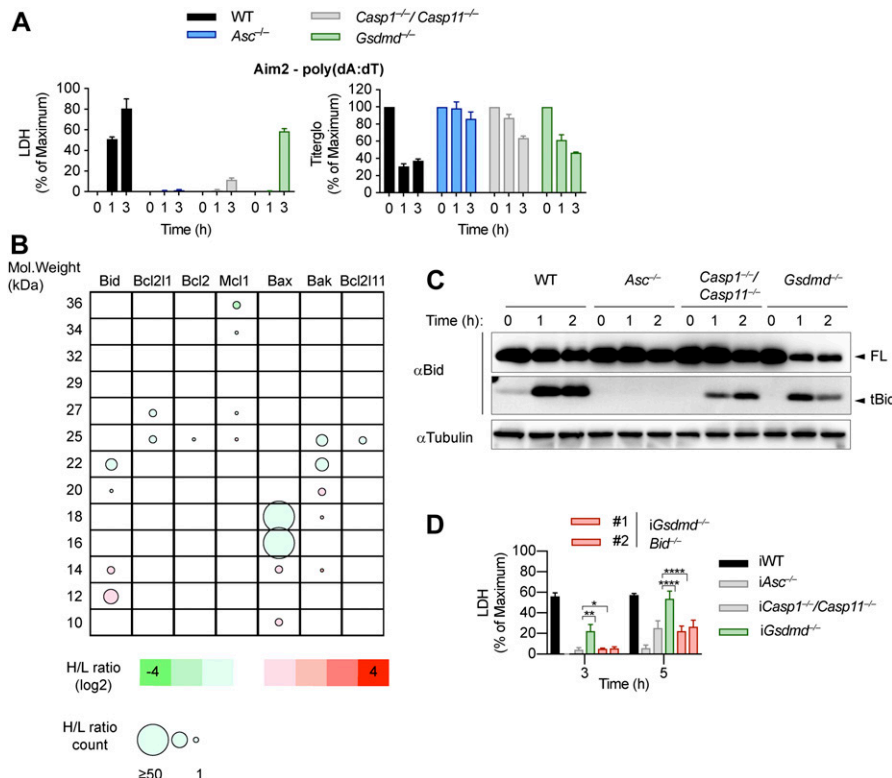 A
WT
Asc⁻/⁻
Casp1⁻/⁻/ Casp11⁻/⁻
Gsdmd⁻/⁻
Aim2 - poly(dA:dT)
LDH
(% of Maximum)
100
80
60
40
20
0
0 1 3 0 1 3 0 1 3 0 1 3
Time (h)
Titerglo
(% of Maximum)
100
80
60
40
20
0
0 1 3 0 1 3 0 1 3 0 1 3
Time (h)
B
Mol.Weight
(kDa)
Bid Bcl2l1 Bcl2 Mcl1 Bax Bak Bcl2l11
36
34
32
29
27
25
22
20
18
16
14
12
10
H/L ratio
(log2)
-4
4
H/L ratio
count
≥50 1
C
WT Asc⁻/⁻ Casp1⁻/⁻/ Casp11⁻/⁻ Gsdmd⁻/⁻
Time (h): 0 1 2 0 1 2 0 1 2 0 1 2
αBid
FL
tBid
αTubulin
D
#1
#2
iGsdmd⁻/⁻
Bid⁻/⁻
LDH
(% of Maximum)
100
80
60
40
20
0
*
**
****
****
3 5
Time (h)
iWT
iAsc⁻/⁻
iCasp1⁻/⁻/Casp11⁻/⁻
iGsdmd⁻/⁻